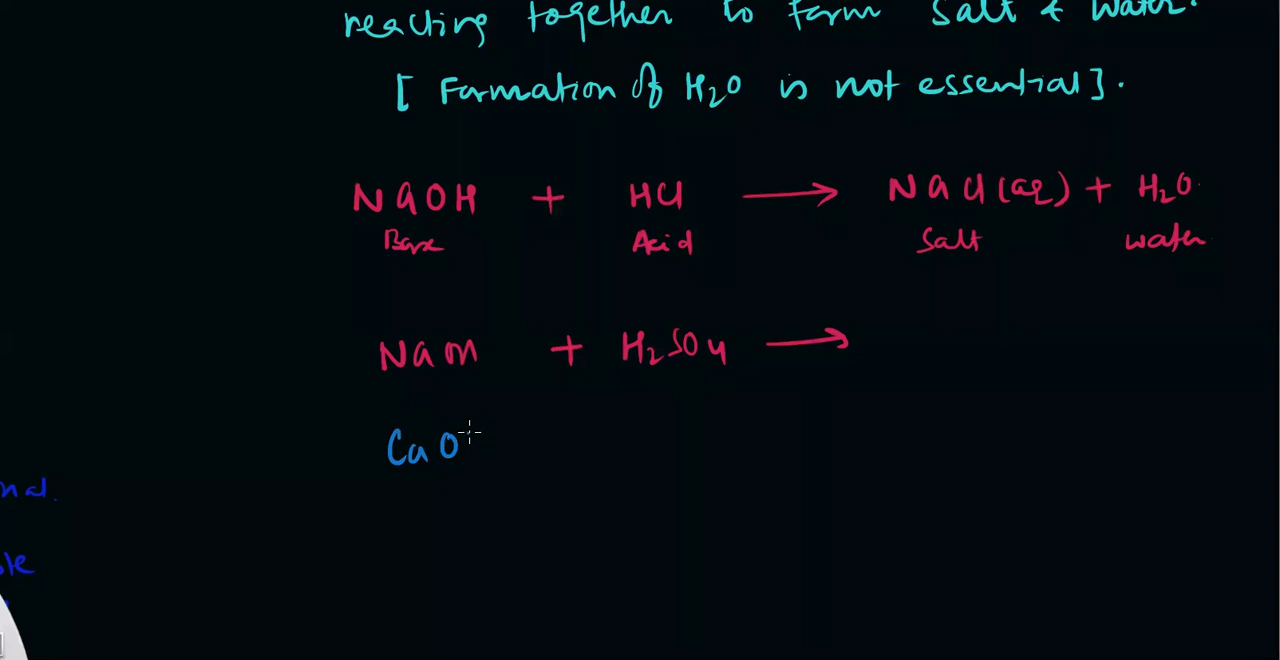 reacting together to form salt & water.
[ Formation of H₂O is not essential ].
NaOH + HCl ⟶ NaCl (aq) + H₂O
Base Acid Salt water
+ H₂SO₄ ⟶
CaO
nal.